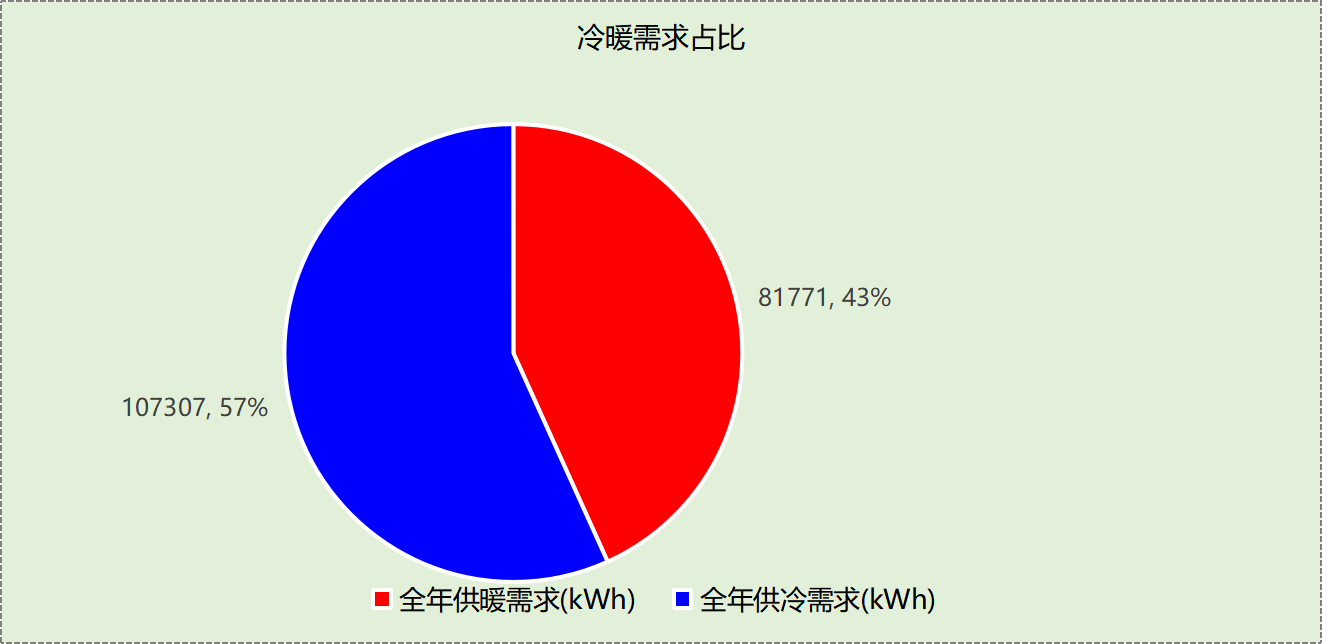 冷暖需求占比
81771, 43%
107307, 57%
全年供暖需求(kWh)
全年供冷需求(kWh)